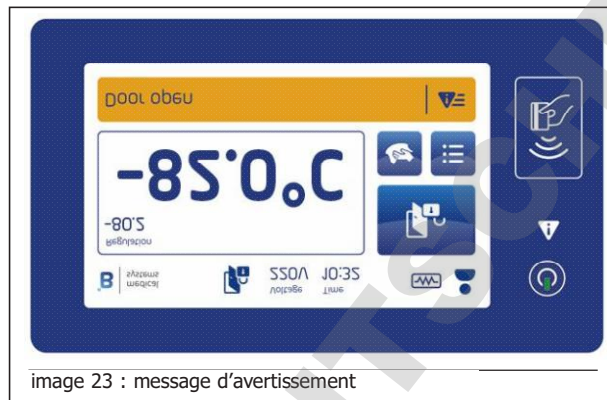 B medical systems
Voltage Time
220V 10:32
Regulation
-80.2
-82.0°C
Door open
image 23 : message d'avertissement